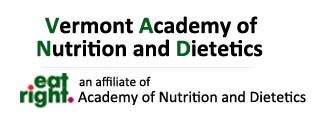 Vermont Academy of
Nutrition and Dietetics
eat
right.
an affiliate of
Academy of Nutrition and Dietetics